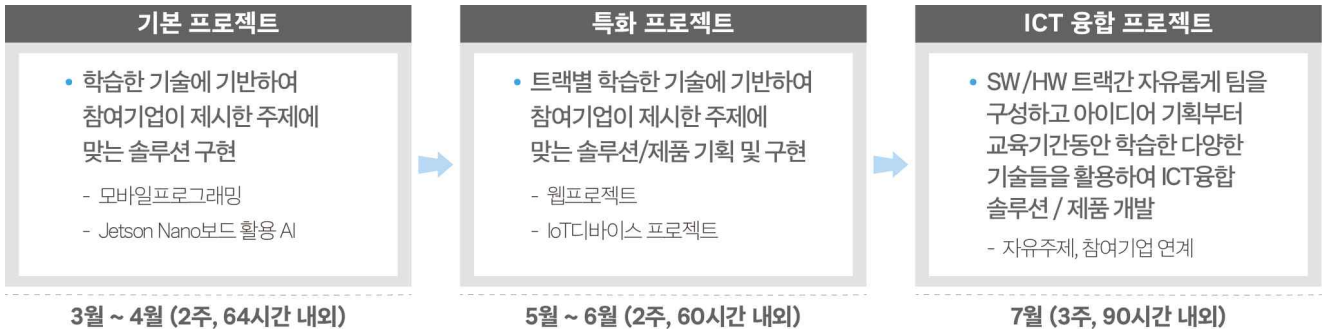 기본 프로젝트
• 학습한 기술에 기반하여
참여기업이 제시한 주제에
맞는 솔루션 구현
- 모바일프로그래밍
- Jetson Nano보드 활용 AI
3월 ~ 4월 (2주, 64시간 내외)
특화 프로젝트
• 트랙별 학습한 기술에 기반하여
참여기업이 제시한 주제에
맞는 솔루션/제품 기획 및 구현
- 웹프로젝트
- IoT디바이스 프로젝트
5월 ~ 6월 (2주, 60시간 내외)
ICT 융합 프로젝트
• SW/HW 트랙간 자유롭게 팀을
구성하고 아이디어 기획부터
교육기간동안 학습한 다양한
기술들을 활용하여 ICT융합
솔루션 / 제품 개발
- 자유주제, 참여기업 연계
7월 (3주, 90시간 내외)